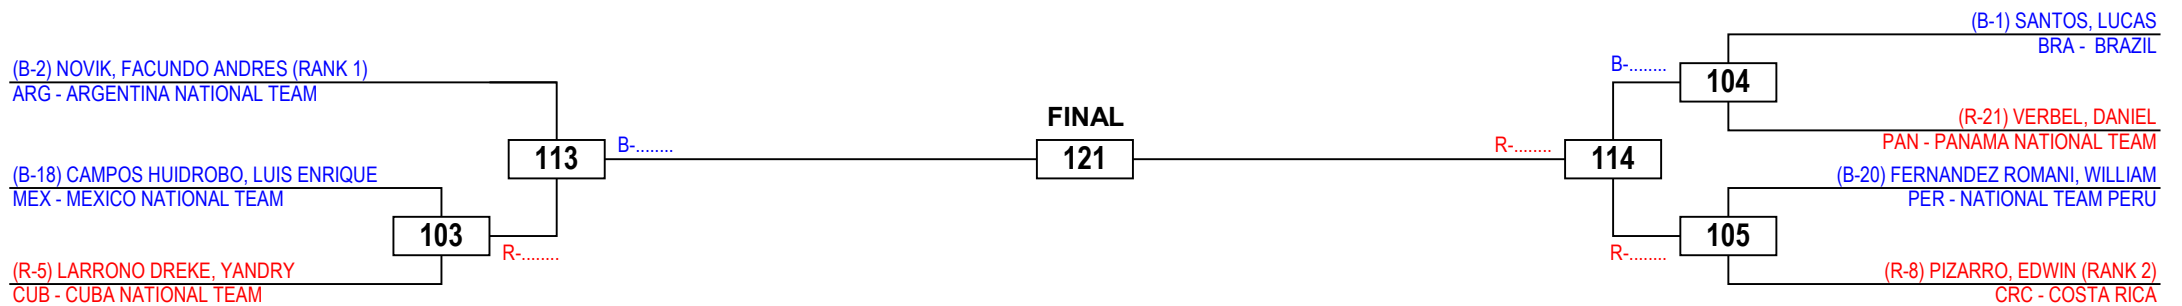 (B-2) NOVIK, FACUNDO ANDRES (RANK 1)
ARG - ARGENTINA NATIONAL TEAM
(B-18) CAMPOS HUIDROBO, LUIS ENRIQUE
MEX - MEXICO NATIONAL TEAM
103
(R-5) LARRONO DREKE, YANDRY
CUB - CUBA NATIONAL TEAM
R-........
113
B-........
FINAL
121
R-........
114
B-........
104
R-........
105
(B-1) SANTOS, LUCAS
BRA - BRAZIL
(R-21) VERBEL, DANIEL
PAN - PANAMA NATIONAL TEAM
(B-20) FERNANDEZ ROMANI, WILLIAM
PER - NATIONAL TEAM PERU
(R-8) PIZARRO, EDWIN (RANK 2)
CRC - COSTA RICA